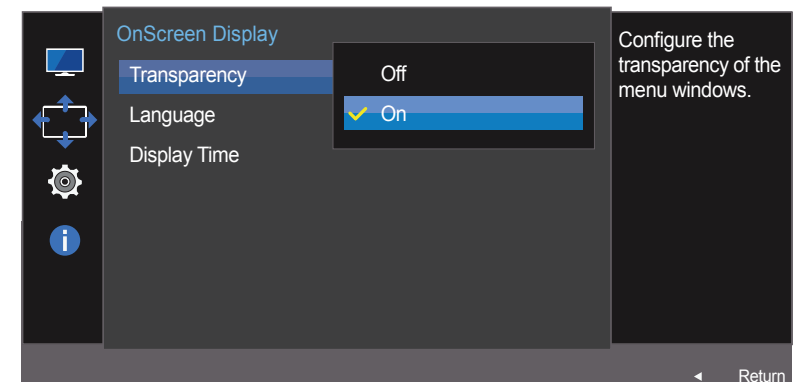 OnScreen Display
Transparency
Language
Display Time
Off
On
Configure the
transparency of the
menu windows.
Return